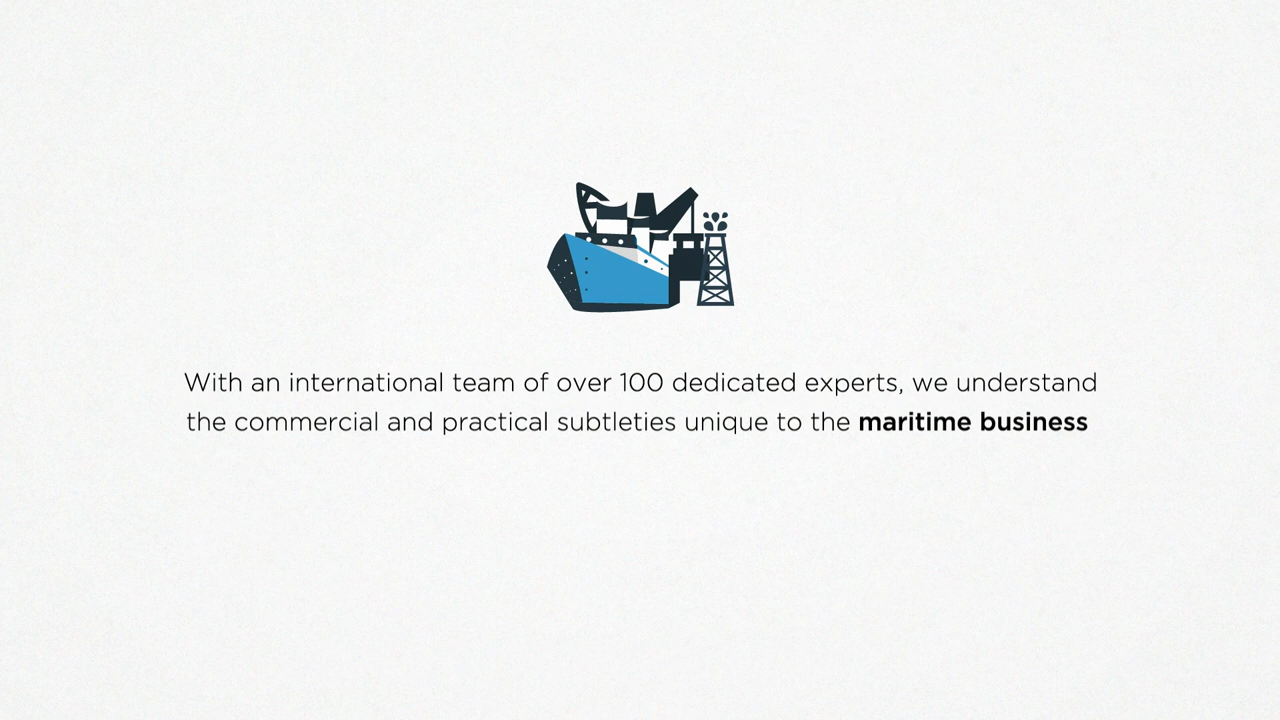 With an international team of over 100 dedicated experts, we understand
the commercial and practical subtleties unique to the maritime business